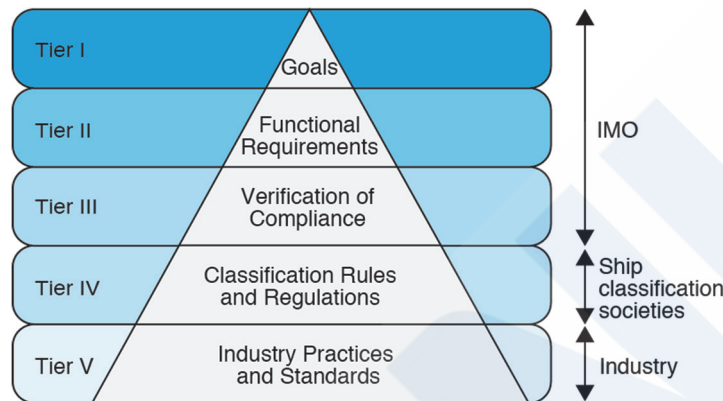 Tier I
Goals
Tier II
Functional
Requirements
IMO
Tier III
Verification of
Compliance
Tier IV
Classification Rules
and Regulations
Ship
classification
societies
Tier V
Industry Practices
and Standards
Industry